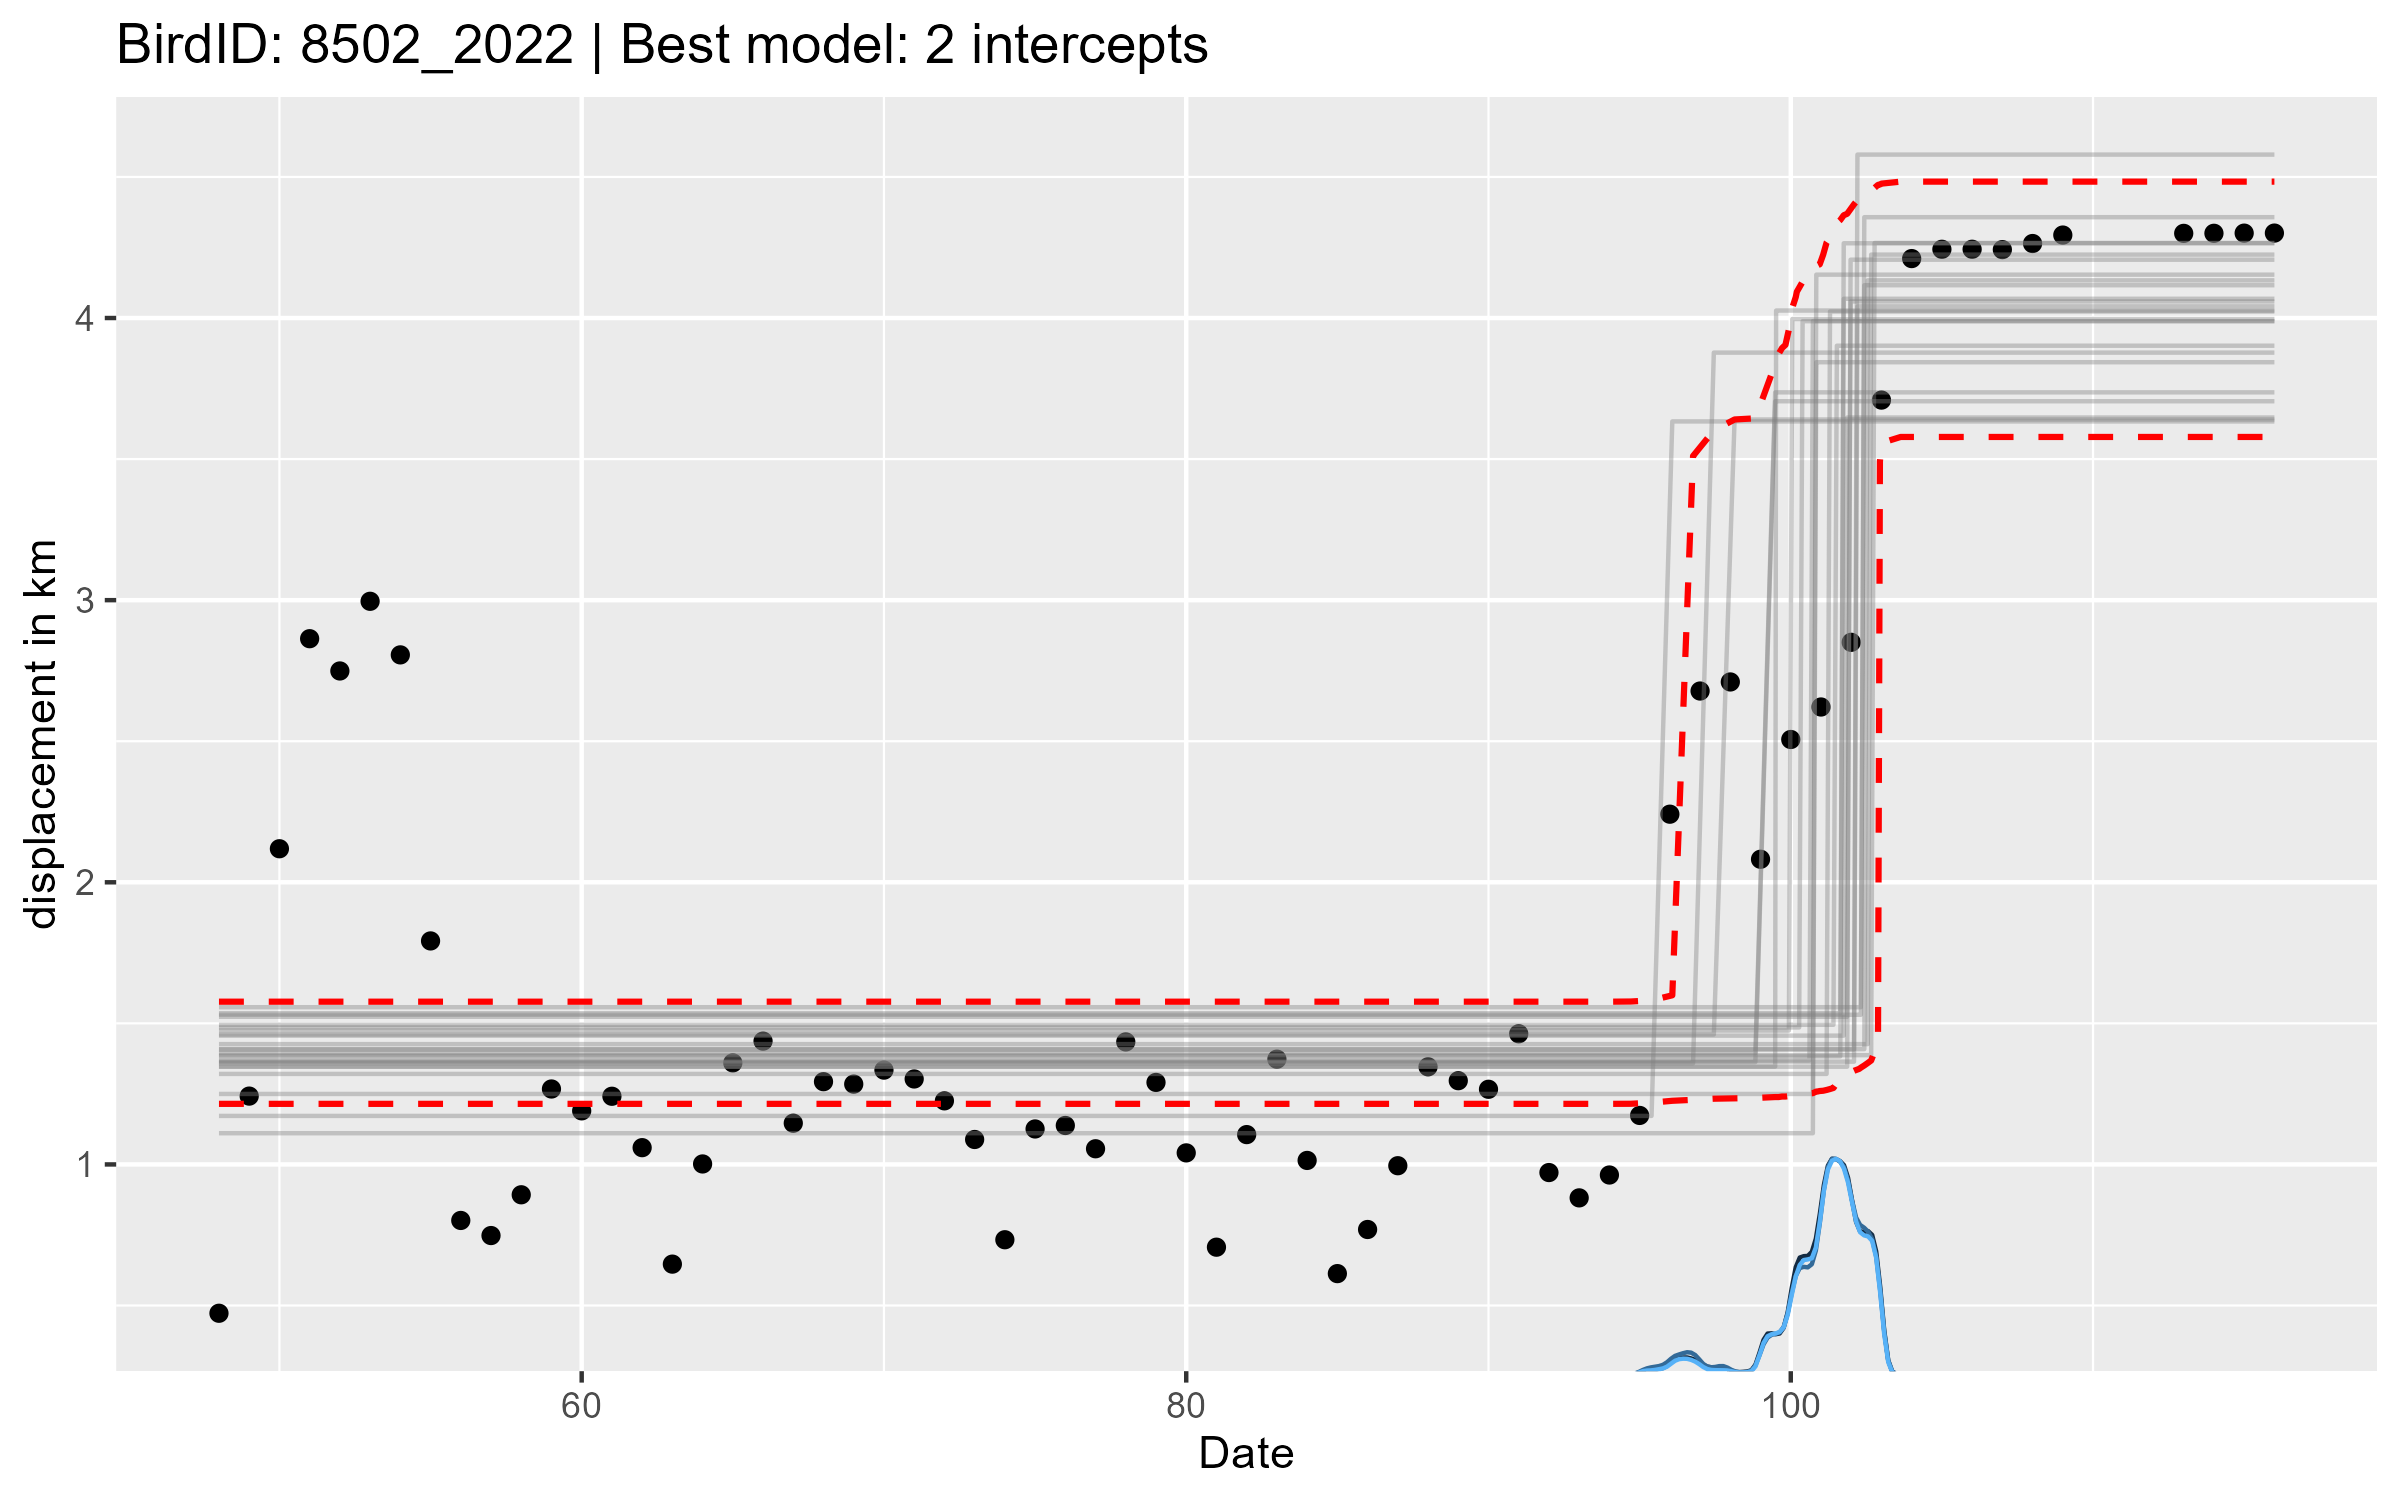 BirdID: 8502_2022 | Best model: 2 intercepts
displacement in km
4
3
2
1
60 80 100
Date